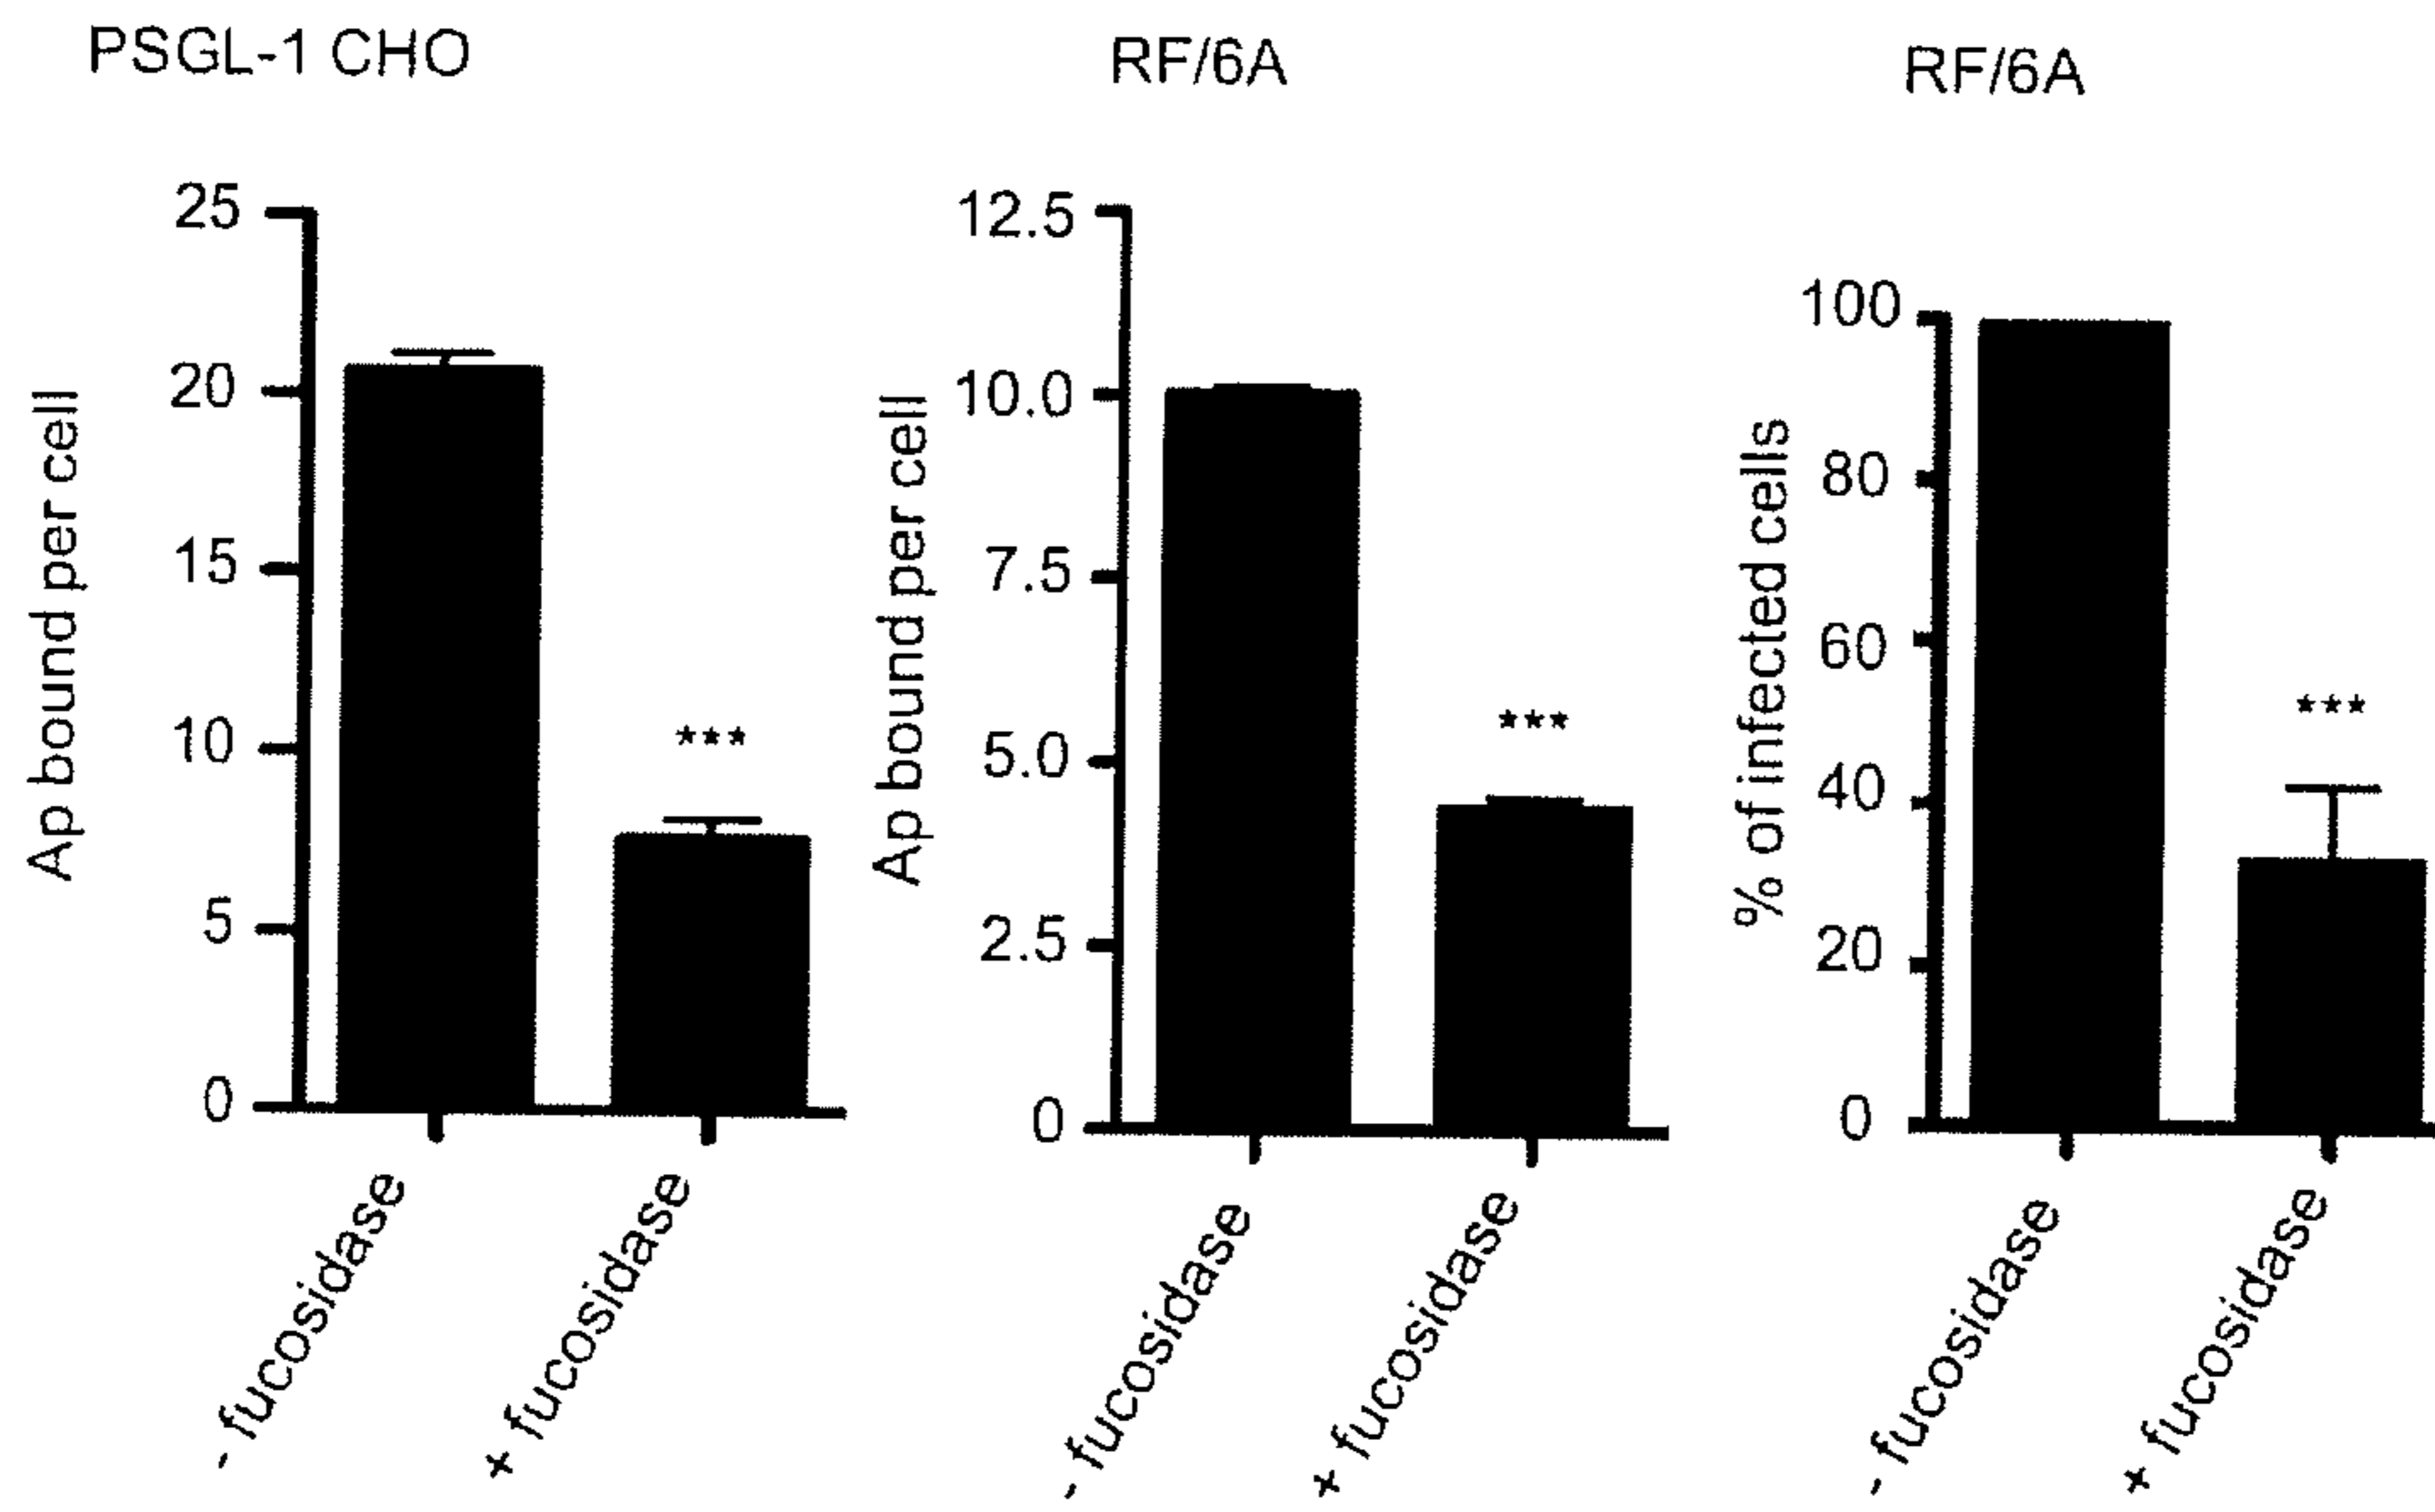 PSGL-1 CHO
Ap bound per cell
25
20
15
10
5
0
***
- fucosidase
+ fucosidase
RF/6A
Ap bound per cell
12.5
10.0
7.5
5.0
2.5
0
***
- fucosidase
+ fucosidase
RF/6A
% of infected cells
100
80
60
40
20
0
***
- fucosidase
+ fucosidase